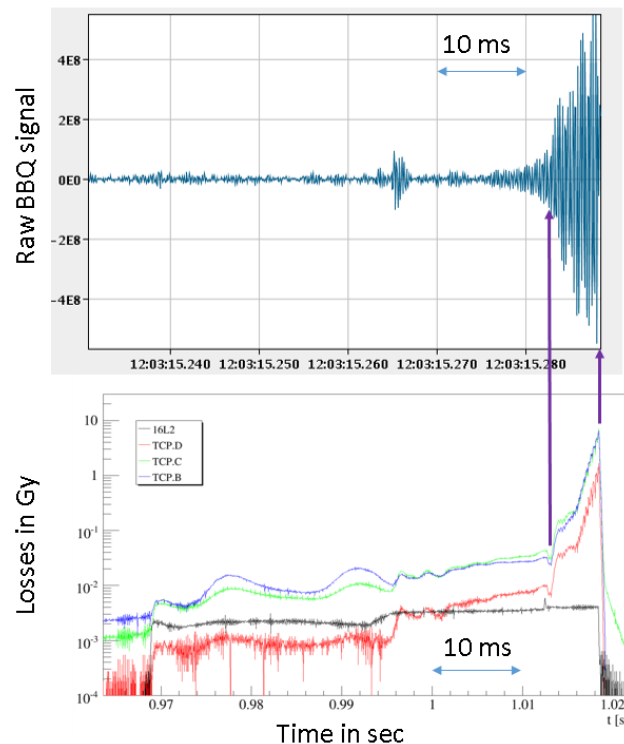 4E8
10 ms
2E8
Raw BBQ signal
0E0
-2E8
-4E8
12:03:15.240 12:03:15.250 12:03:15.260 12:03:15.270 12:03:15.280
10
16L2
TCP.D
TCP.C
TCP.B
1
10-1
Losses in Gy
10-2
10-3
10 ms
10-4
0.97 0.98 0.99 1 1.01 1.02
Time in sec
t [s